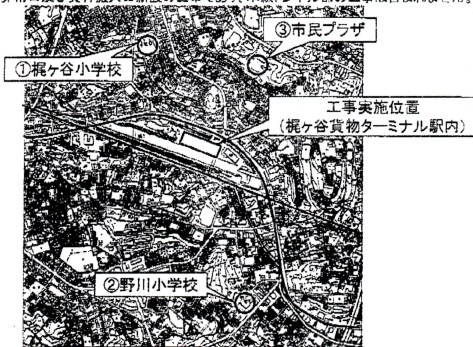 ③市民プラザ
①梶ヶ谷小学校
工事実施位置
(梶ヶ谷貨物ターミナル駅内)
②野川小学校